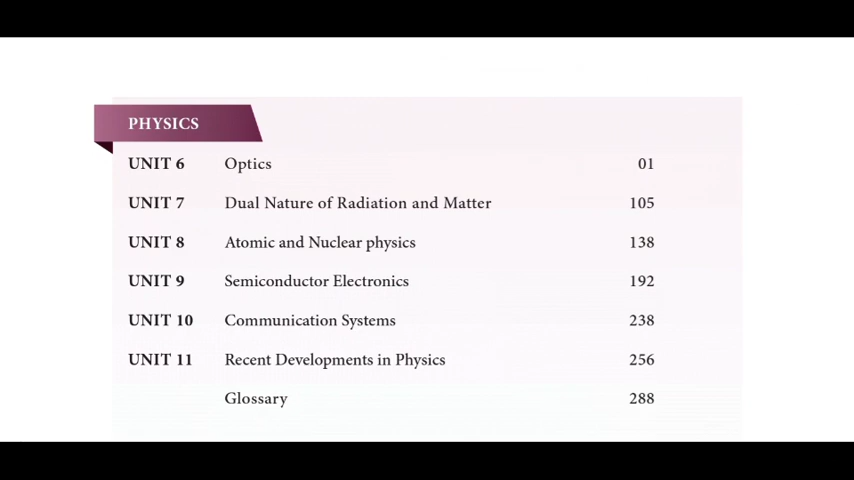 PHYSICS
UNIT 6 Optics 01
UNIT 7 Dual Nature of Radiation and Matter 105
UNIT 8 Atomic and Nuclear physics 138
UNIT 9 Semiconductor Electronics 192
UNIT 10 Communication Systems 238
UNIT 11 Recent Developments in Physics 256
Glossary 288